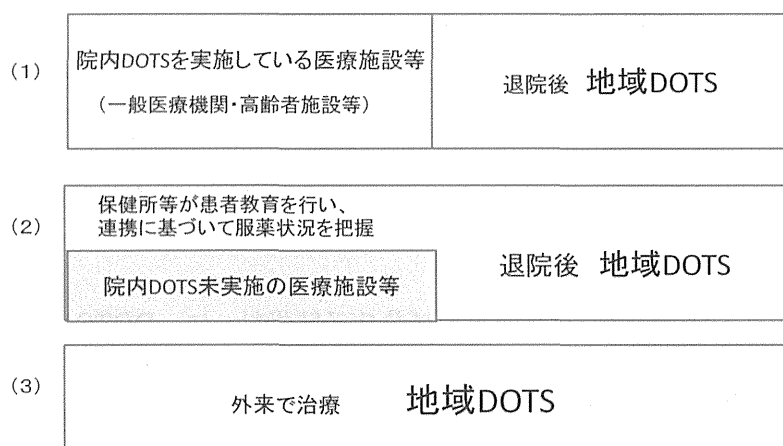 (1)
院内DOTSを実施している医療施設等
(一般医療機関・高齢者施設等)
退院後 地域DOTS
(2)
保健所等が患者教育を行い、
連携に基づいて服薬状況を把握
院内DOTS未実施の医療施設等
退院後 地域DOTS
(3)
外来で治療 地域DOTS